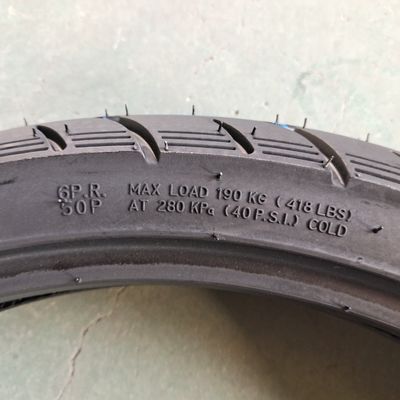 6P.R.
50P
MAX LOAD 190 KG (418 LBS)
AT 280 KPa (40 P.S.I.) COLD